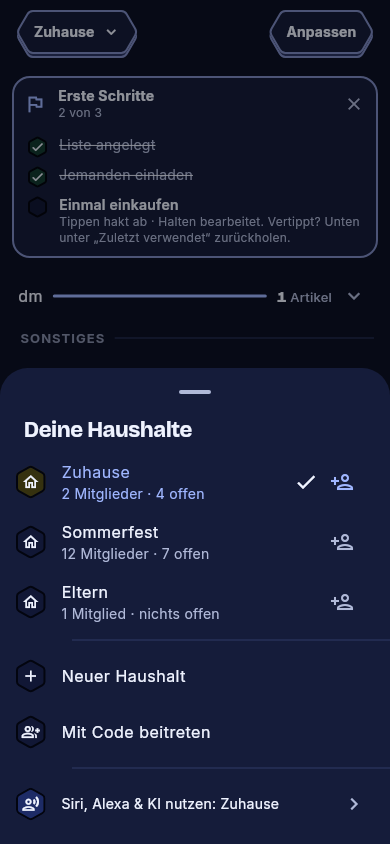 Zuhause
Anpassen
Erste Schritte
2 von 3
Liste angelegt
Jemanden einladen
Einmal einkaufen
Tippen hakt ab · Halten bearbeitet. Vertippt? Unten
unter „Zuletzt verwendet“ zurückholen.
dm
1 Artikel
SONSTIGES
Deine Haushalte
Zuhause
2 Mitglieder · 4 offen
Sommerfest
12 Mitglieder · 7 offen
Eltern
1 Mitglied · nichts offen
Neuer Haushalt
Mit Code beitreten
Siri, Alexa & KI nutzen: Zuhause